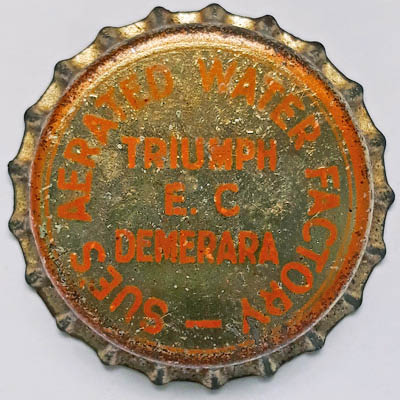 SUE'S AERATED WATER FACTORY —
TRIUMPH
E. C
DEMERARA